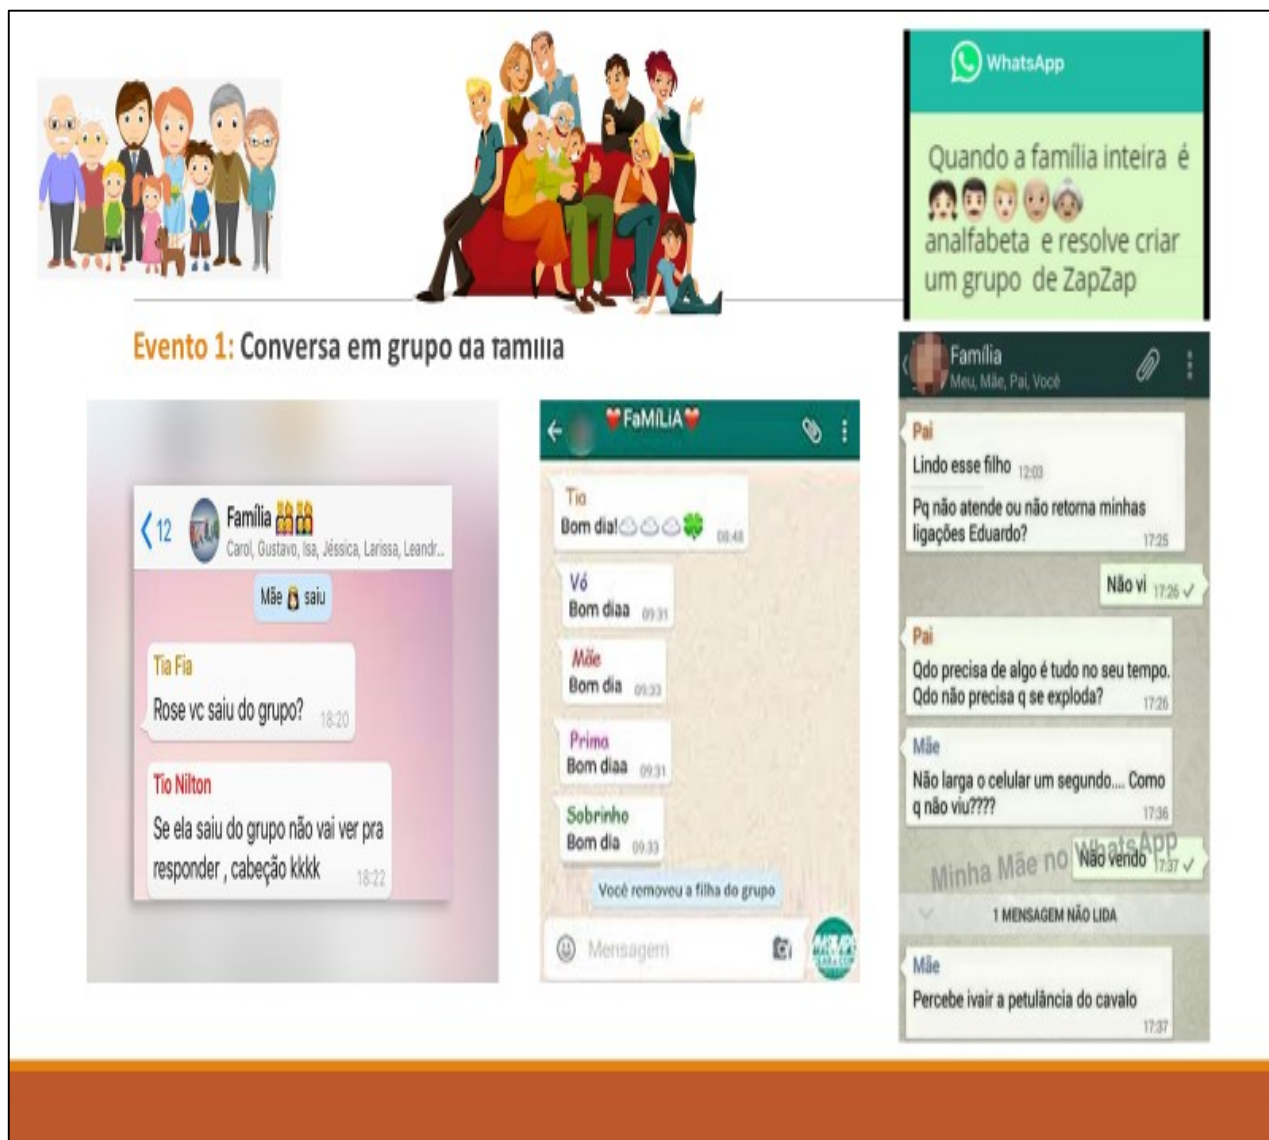 WhatsApp
Quando a família inteira é
analfabeta e resolve criar
um grupo de ZapZap
Evento 1: Conversa em grupo da família
12
Família
Carol, Gustavo, Isa, Jéssica, Larissa, Leandr...
Mãe saiu
Tia Fia
Rose vc saiu do grupo?
18:20
Tio Nilton
Se ela saiu do grupo não vai ver pra
responder , cabeção kkkk
18:22
FaMíLiA
Tia
Bom dia!
08:48
Vó
Bom diaa 09:31
Mãe
Bom dia 09:33
Prima
Bom diaa 09:31
Sobrinho
Bom dia 09:33
Você removeu a filha do grupo
Mensagem
Família
Meu, Mãe, Pai, Você
Pai
Lindo esse filho 12:03
Pq não atende ou não retorna minhas
ligações Eduardo?
17:25
Não vi 17:26
Pai
Qdo precisa de algo é tudo no seu tempo.
Qdo não precisa q se exploda?
17:26
Mãe
Não larga o celular um segundo.... Como
q não viu????
17:36
Minha Mãe no WhatsApp
Não vendo 17:37
1 MENSAGEM NÃO LIDA
Mãe
Percebe ivair a petulância do cavalo
17:37